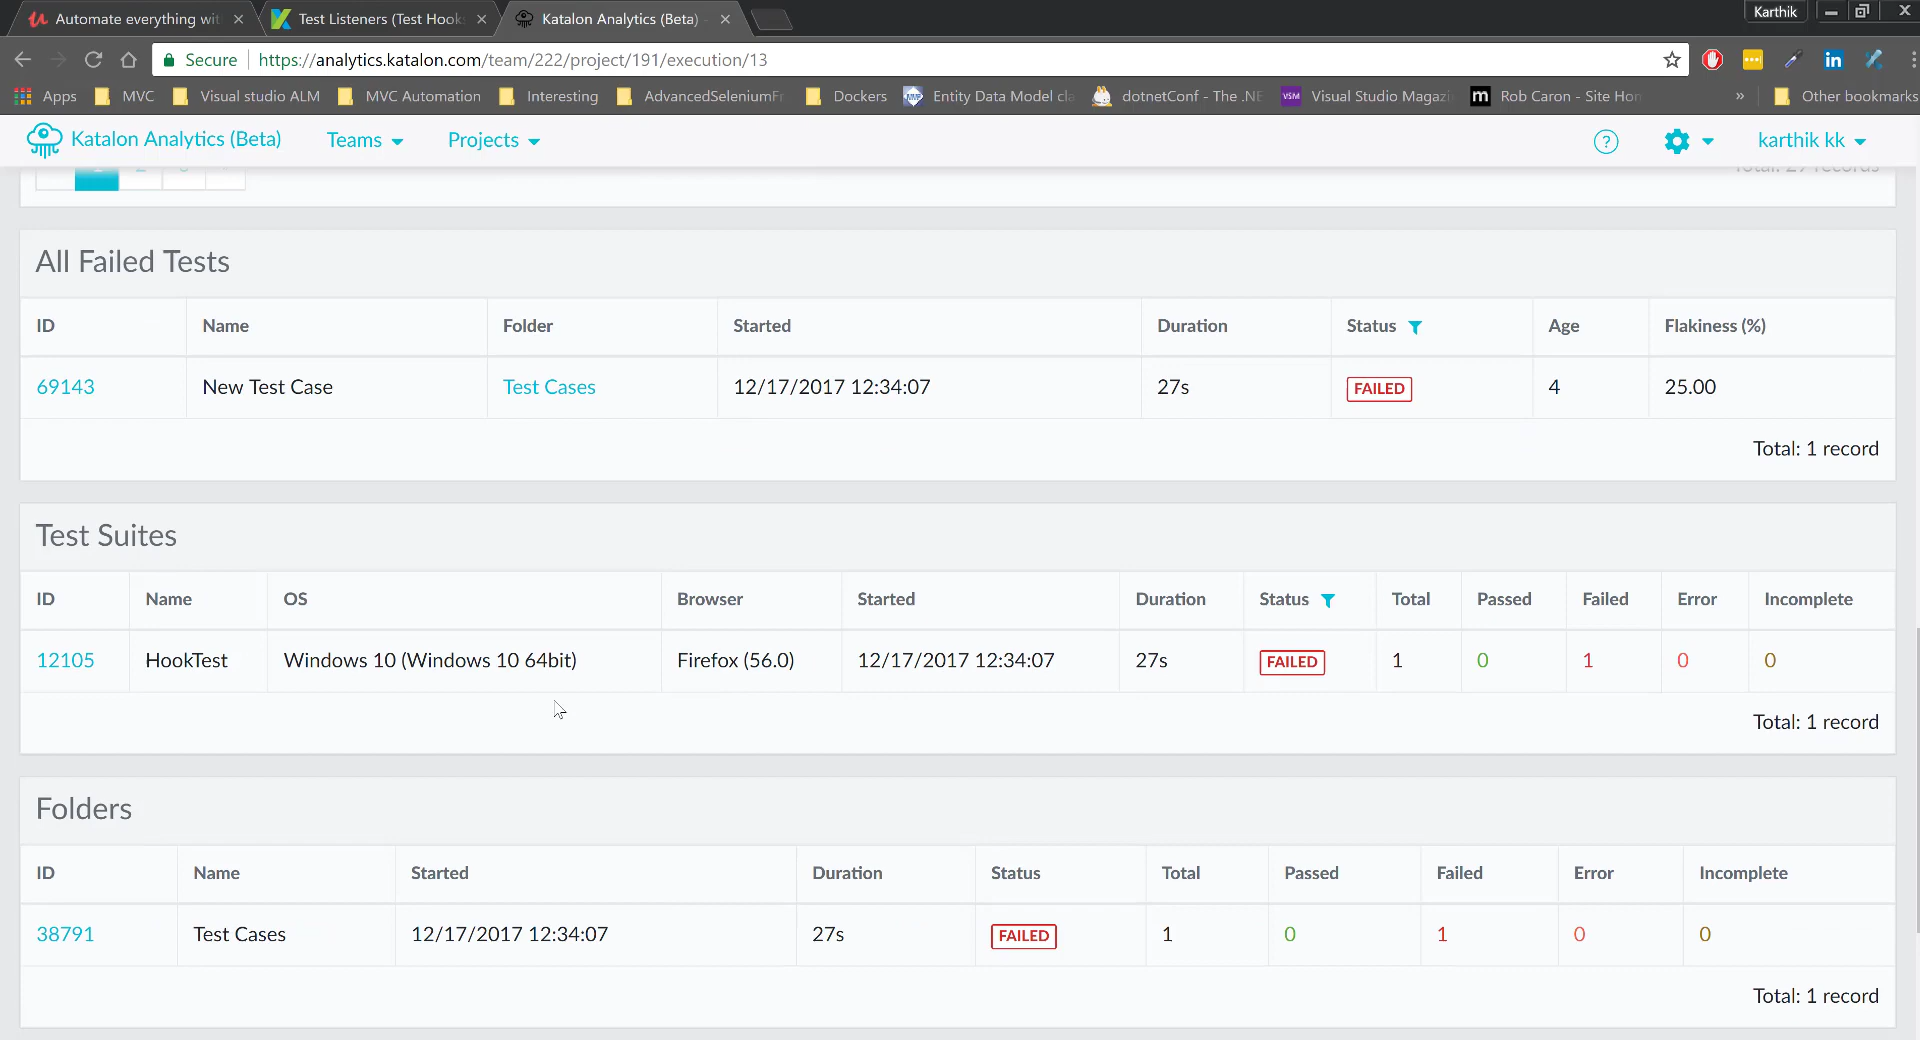 Automate everything wit
Test Listeners (Test Hook
Katalon Analytics (Beta) -
Karthik
Secure
https://analytics.katalon.com/team/222/project/191/execution/13
Apps
MVC
Visual studio ALM
MVC Automation
Interesting
AdvancedSeleniumFr
Dockers
Entity Data Model cla
dotnetConf - The .NE
VSM
Visual Studio Magazi
m
Rob Caron - Site Hom
»
Other bookmarks
Katalon Analytics (Beta)
Teams
Projects
?
karthik kk
All Failed Tests
ID Name Folder Started Duration Status Age Flakiness (%)
69143 New Test Case Test Cases 12/17/2017 12:34:07 27s FAILED 4 25.00
Total: 1 record
Test Suites
ID Name OS Browser Started Duration Status Total Passed Failed Error Incomplete
12105 HookTest Windows 10 (Windows 10 64bit) Firefox (56.0) 12/17/2017 12:34:07 27s FAILED 1 0 1 0 0
Total: 1 record
Folders
ID Name Started Duration Status Total Passed Failed Error Incomplete
38791 Test Cases 12/17/2017 12:34:07 27s FAILED 1 0 1 0 0
Total: 1 record